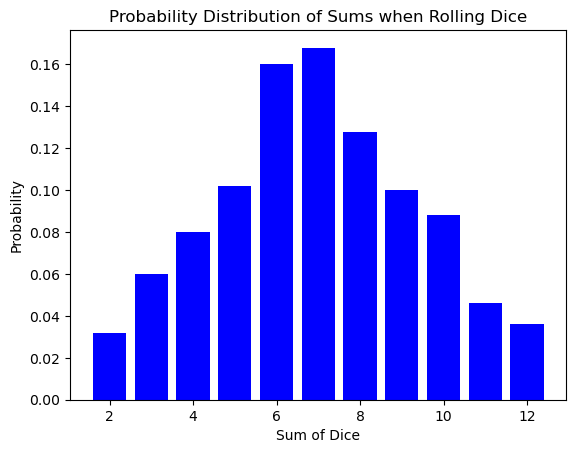 Probability Distribution of Sums when Rolling Dice
0.16
0.14
0.12
0.10
0.08
0.06
0.04
0.02
0.00
Probability
2 4 6 8 10 12
Sum of Dice